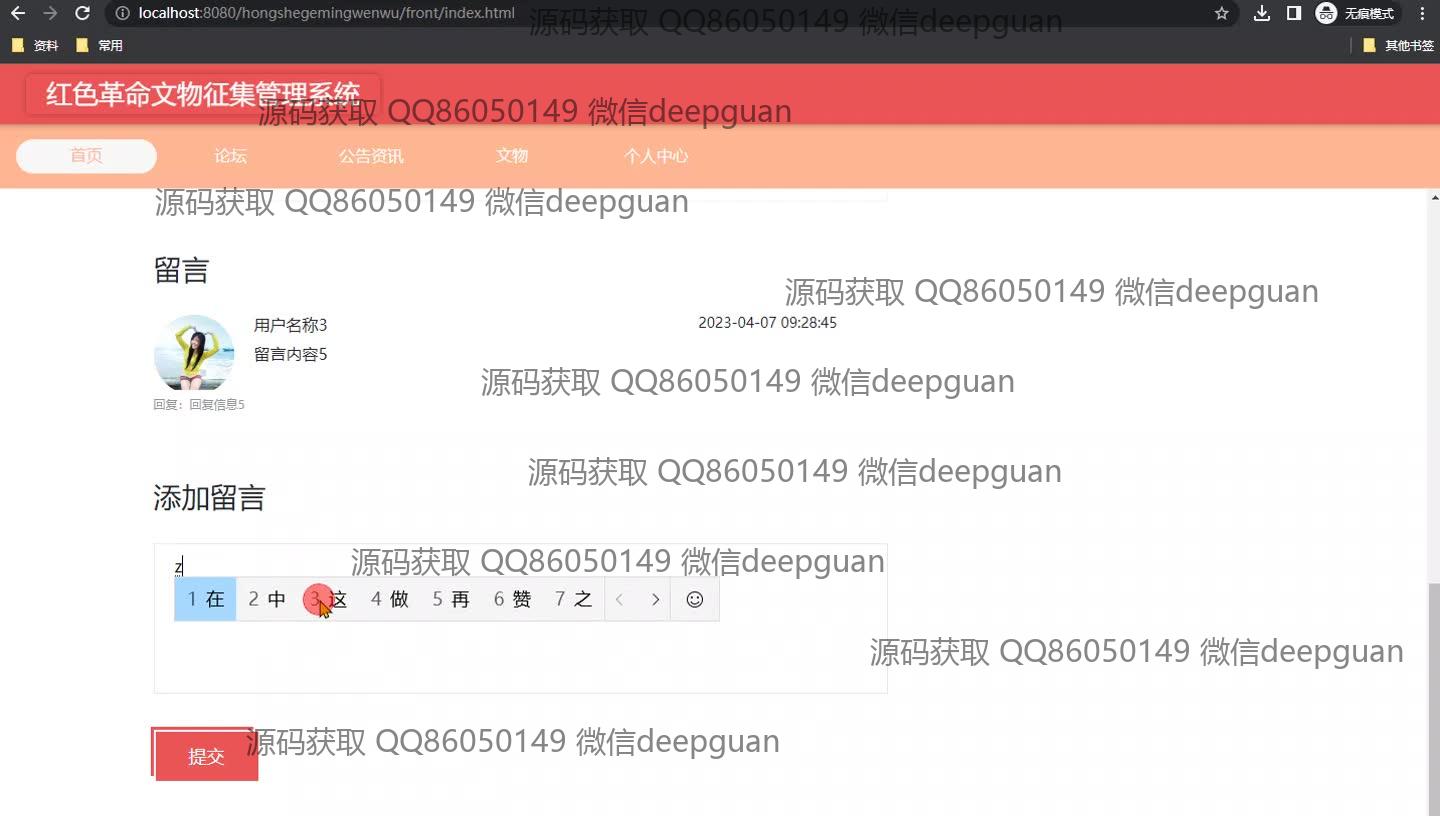 localhost:8080/hongshegemingwenwu/front/index.html
无痕模式
源码获取 QQ86050149 微信deepguan
资料
常用
其他书签
红色革命文物征集管理系统
源码获取 QQ86050149 微信deepguan
首页
论坛
公告资讯
文物
个人中心
源码获取 QQ86050149 微信deepguan
留言
源码获取 QQ86050149 微信deepguan
用户名称3
2023-04-07 09:28:45
留言内容5
源码获取 QQ86050149 微信deepguan
回复：回复信息5
源码获取 QQ86050149 微信deepguan
添加留言
z
源码获取 QQ86050149 微信deepguan
1 在 2 中 3 这 4 做 5 再 6 赞 7 之
源码获取 QQ86050149 微信deepguan
源码获取 QQ86050149 微信deepguan
提交